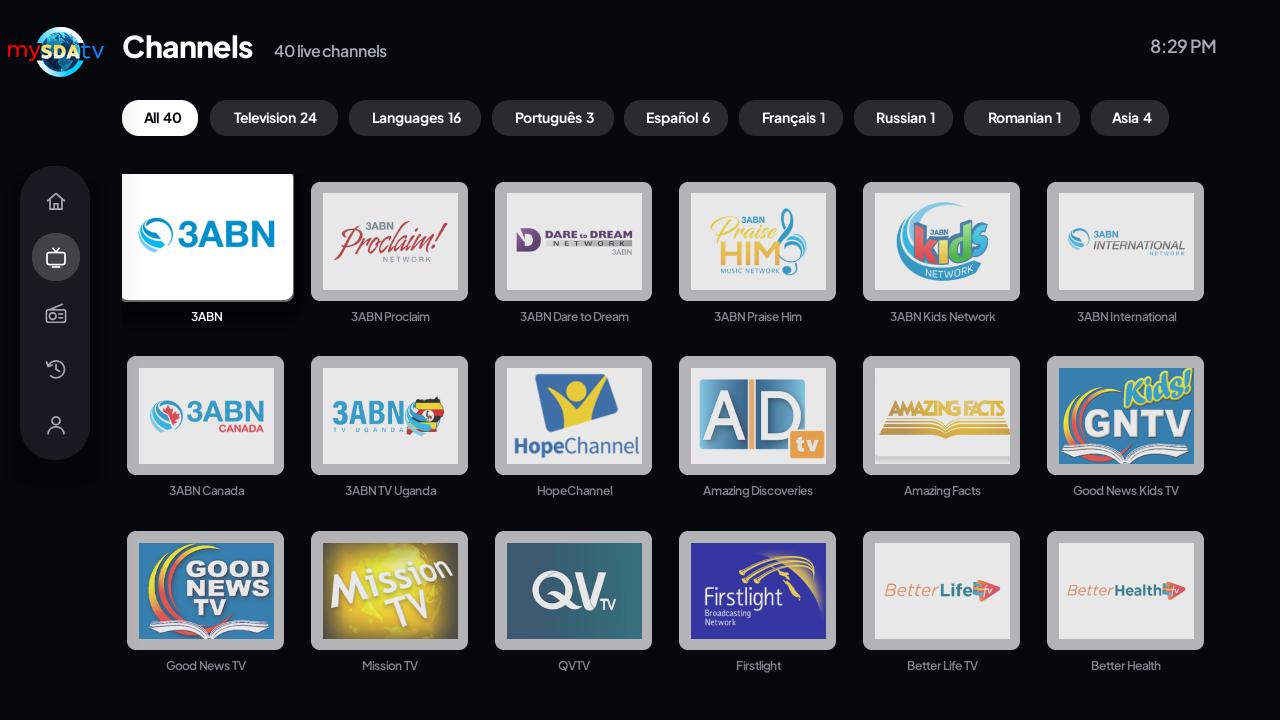 mySDAtv
Channels
40 live channels
8:29 PM
All 40
Television 24
Languages 16
Português 3
Español 6
Français 1
Russian 1
Romanian 1
Asia 4
3ABN
3ABN
Proclaim!
NETWORK
DARE to DREAM
NETWORK
3ABN
3ABN
Praise
HIM
MUSIC NETWORK
3ABN
kids
NETWORK
3ABN
INTERNATIONAL
NETWORK
3ABN
3ABN Proclaim
3ABN Dare to Dream
3ABN Praise Him
3ABN Kids Network
3ABN International
3ABN
CANADA
3ABN
TV UGANDA
HopeChannel
AD
tv
AMAZING FACTS
Kids!
GNTV
3ABN Canada
3ABN TV Uganda
HopeChannel
Amazing Discoveries
Amazing Facts
Good News Kids TV
GOOD
NEWS
TV
Mission
TV
QVTV
Firstlight
Broadcasting
Network
BetterLife tv
BetterHealth tv
Good News TV
Mission TV
QVTV
Firstlight
Better Life TV
Better Health